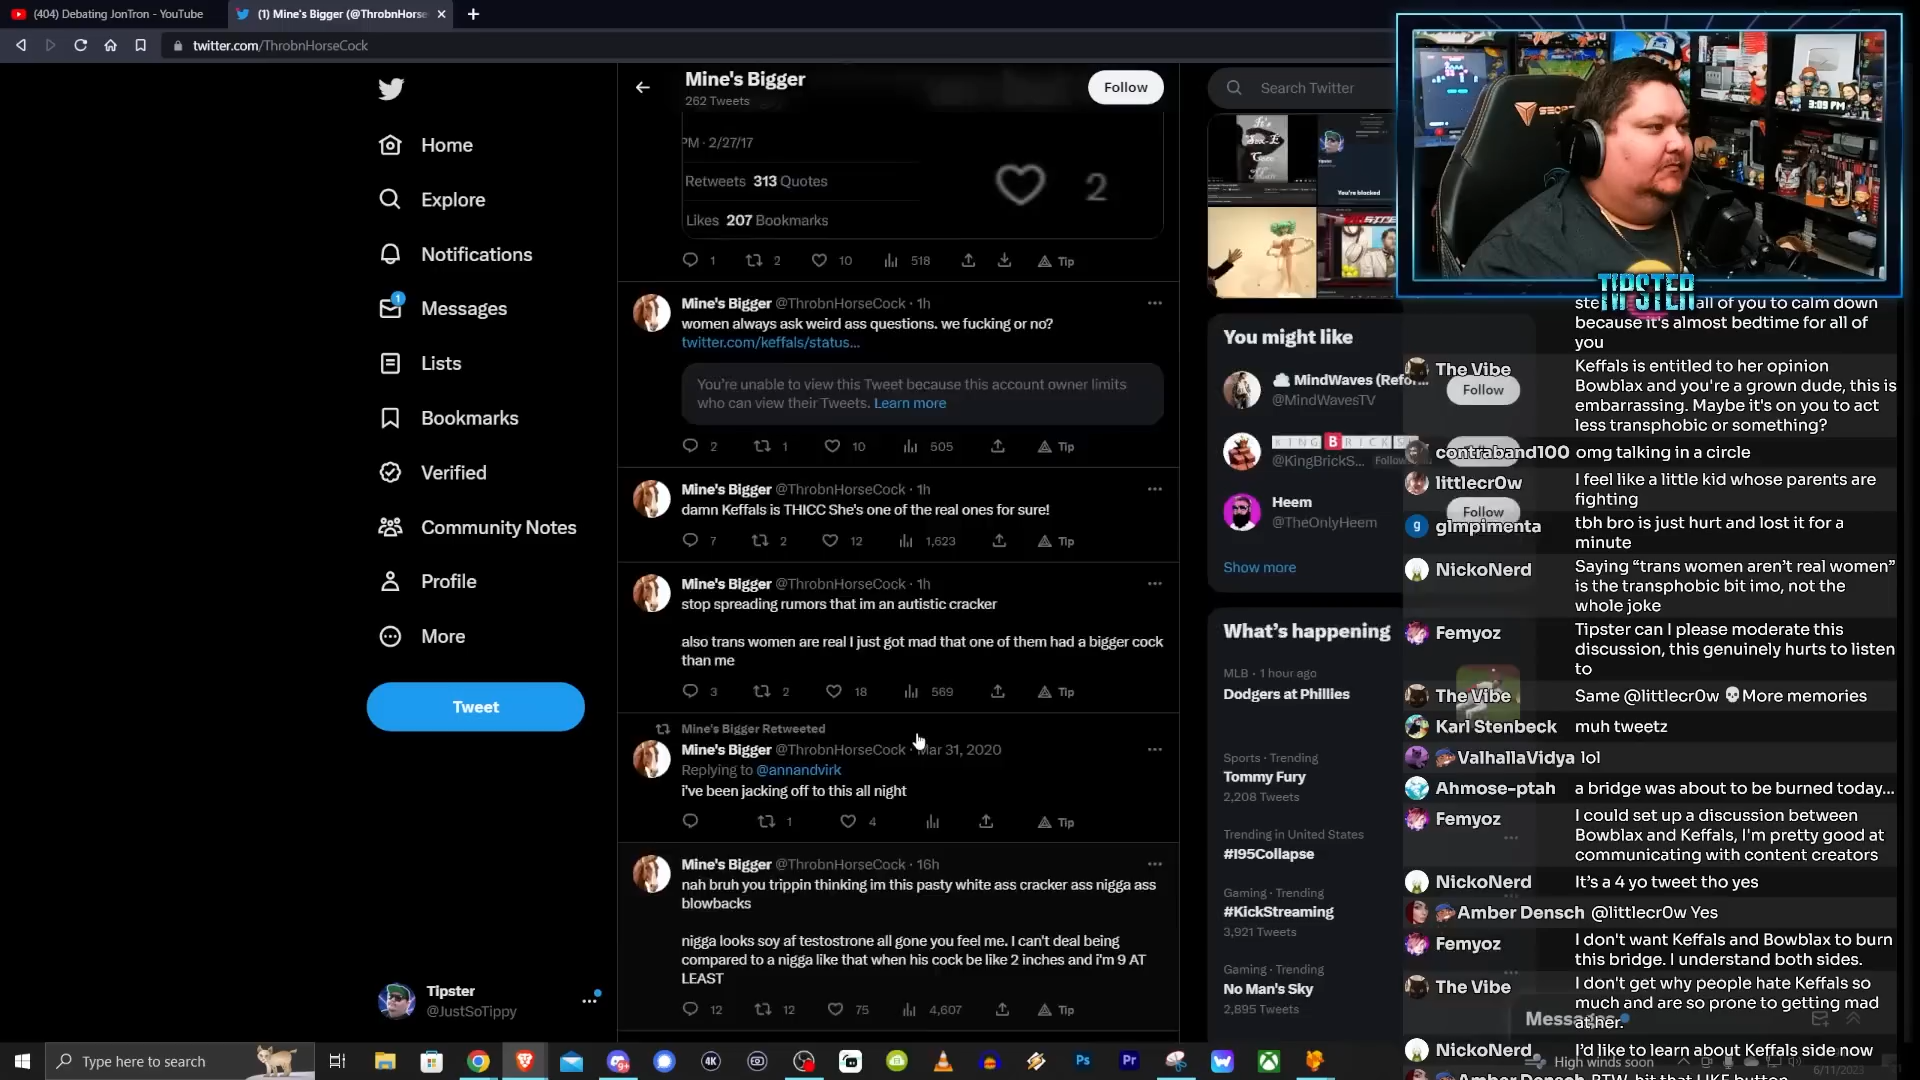 (404) Debating JonTron - YouTube
(1) Mine's Bigger (@ThrobnHorse
twitter.com/ThrobnHorseCock
Home
Explore
Notifications
1
Messages
Lists
Bookmarks
Verified
Community Notes
Profile
More
Tweet
Tipster
@JustSoTippy
Mine's Bigger
262 Tweets
Follow
PM · 2/27/17
Retweets 313 Quotes
2
Likes 207 Bookmarks
1 2 10 518 Tip
Mine's Bigger @ThrobnHorseCock · 1h
women always ask weird ass questions. we fucking or no?
twitter.com/keffals/status...
You're unable to view this Tweet because this account owner limits
who can view their Tweets. Learn more
2 1 10 505 Tip
Mine's Bigger @ThrobnHorseCock · 1h
damn Keffals is THICC She's one of the real ones for sure!
7 2 12 1,623 Tip
Mine's Bigger @ThrobnHorseCock · 1h
stop spreading rumors that im an autistic cracker
also trans women are real I just got mad that one of them had a bigger cock
than me
3 2 18 569 Tip
Mine's Bigger Retweeted
Mine's Bigger @ThrobnHorseCock · Mar 31, 2020
Replying to @annandvirk
i've been jacking off to this all night
1 4 Tip
Mine's Bigger @ThrobnHorseCock · 16h
nah bruh you trippin thinking im this pasty white ass cracker ass nigga ass
blowbacks
nigga looks soy af testostrone all gone you feel me. I can't deal being
compared to a nigga like that when his cock be like 2 inches and i'm 9 AT
LEAST
12 12 75 4,607 Tip
Search Twitter
You're blocked
You might like
MindWaves (Refor...
@MindWavesTV
Follow
KING BRICKS
@KingBrickS...
Follow
Heem
@TheOnlyHeem
Follow
Show more
What's happening
MLB · 1 hour ago
Dodgers at Phillies
Sports · Trending
Tommy Fury
2,208 Tweets
Trending in United States
#I95Collapse
Gaming · Trending
#KickStreaming
3,921 Tweets
Gaming · Trending
No Man's Sky
2,895 Tweets
Messages
3:09 PM
TIPSTER
all of you to calm down
because it's almost bedtime for all of
you
The Vibe Keffals is entitled to her opinion
Bowblax and you're a grown dude, this is
embarrassing. Maybe it's on you to act
less transphobic or something?
contraband100 omg talking in a circle
littlecr0w I feel like a little kid whose parents are
fighting
glmpimenta tbh bro is just hurt and lost it for a
minute
NickoNerd Saying “trans women aren’t real women”
is the transphobic bit imo, not the
whole joke
Femyoz Tipster can I please moderate this
discussion, this genuinely hurts to listen
to
The Vibe Same @littlecr0w 💀More memories
Karl Stenbeck muh tweetz
ValhallaVidya lol
Ahmose-ptah a bridge was about to be burned today...
Femyoz I could set up a discussion between
Bowblax and Keffals, I'm pretty good at
communicating with content creators
NickoNerd It’s a 4 yo tweet tho yes
Amber Densch @littlecr0w Yes
Femyoz I don't want Keffals and Bowblax to burn
this bridge. I understand both sides.
The Vibe I don't get why people hate Keffals so
much and are so prone to getting mad
at her.
NickoNerd I’d like to learn about Keffals side now
Amber Densch BTW, hit that LIKE button
Type here to search
High winds soon
6/11/2023